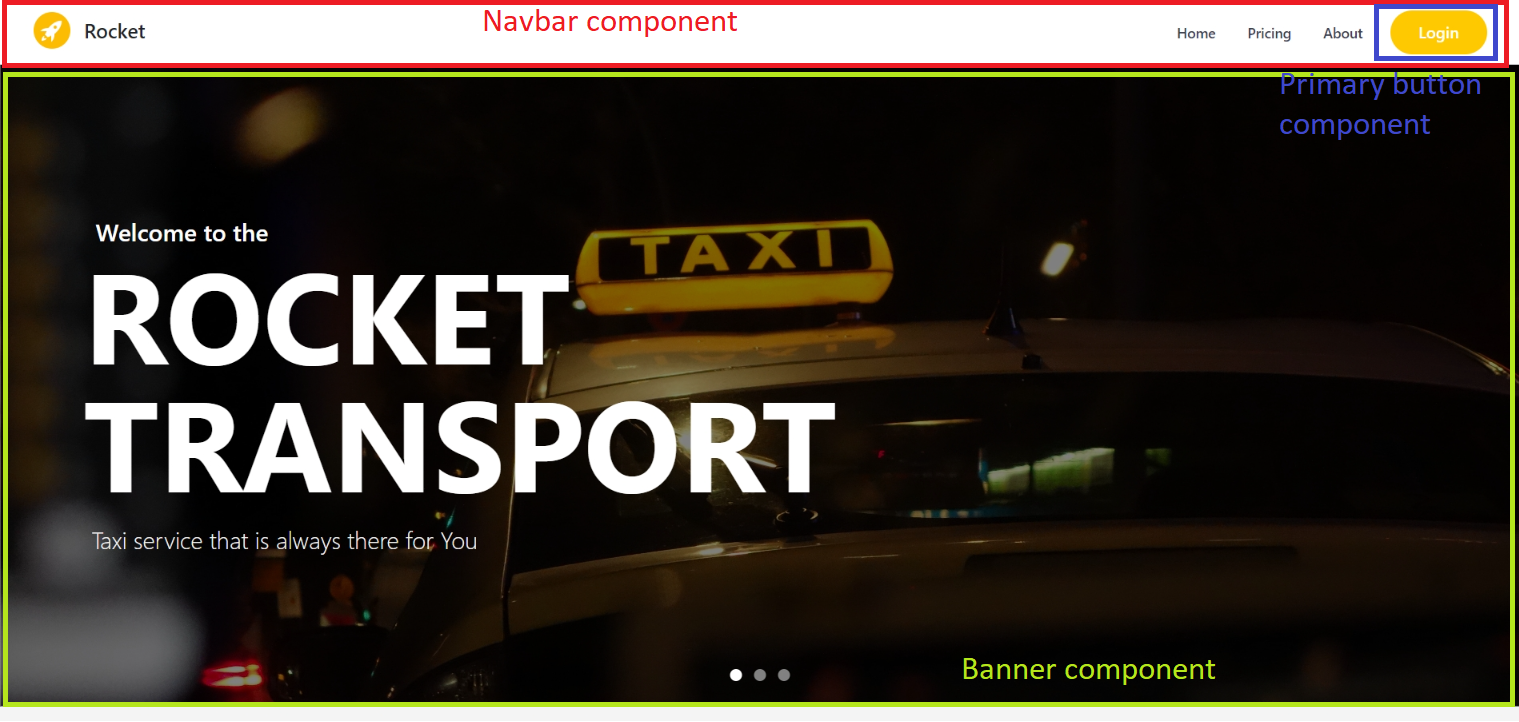 Navbar component
Rocket
Home
Pricing
About
Login
Primary button
component
Welcome to the
TAXI
ROCKET
TRANSPORT
Taxi service that is always there for You
Banner component